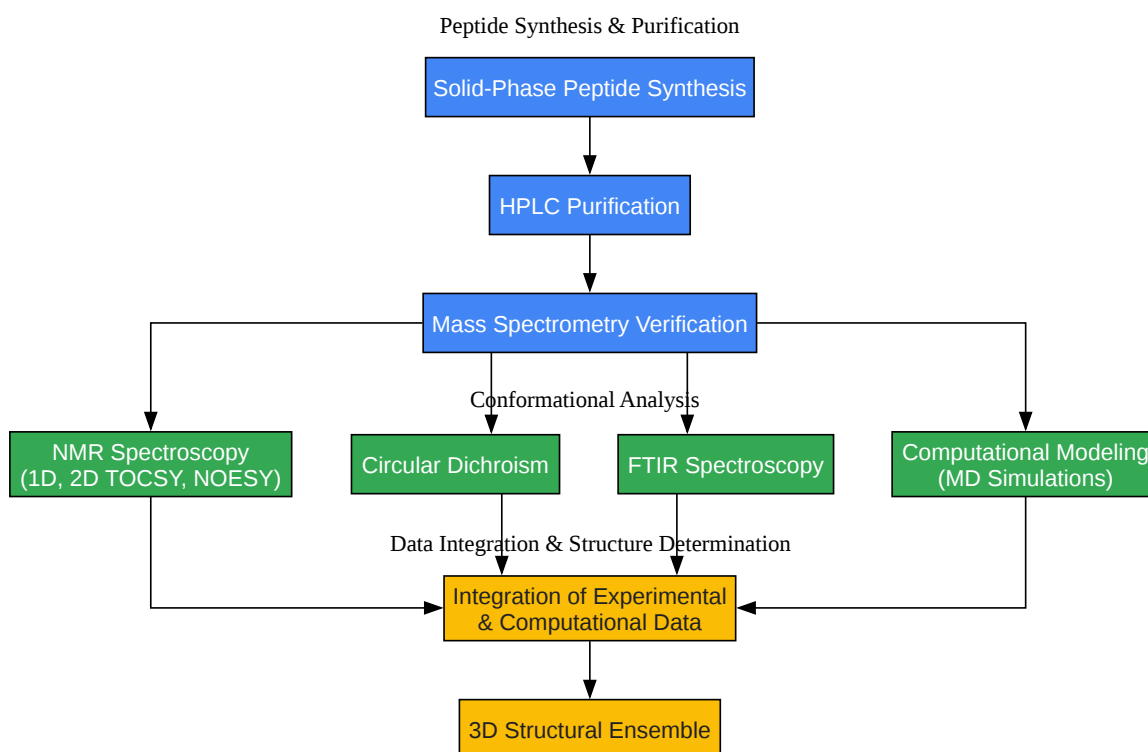 Peptide Synthesis & Purification
Solid-Phase Peptide Synthesis
HPLC Purification
Mass Spectrometry Verification
Conformational Analysis
NMR Spectroscopy
(1D, 2D TOCSY, NOESY)
Circular Dichroism
FTIR Spectroscopy
Computational Modeling
(MD Simulations)
Data Integration & Structure Determination
Integration of Experimental
& Computational Data
3D Structural Ensemble